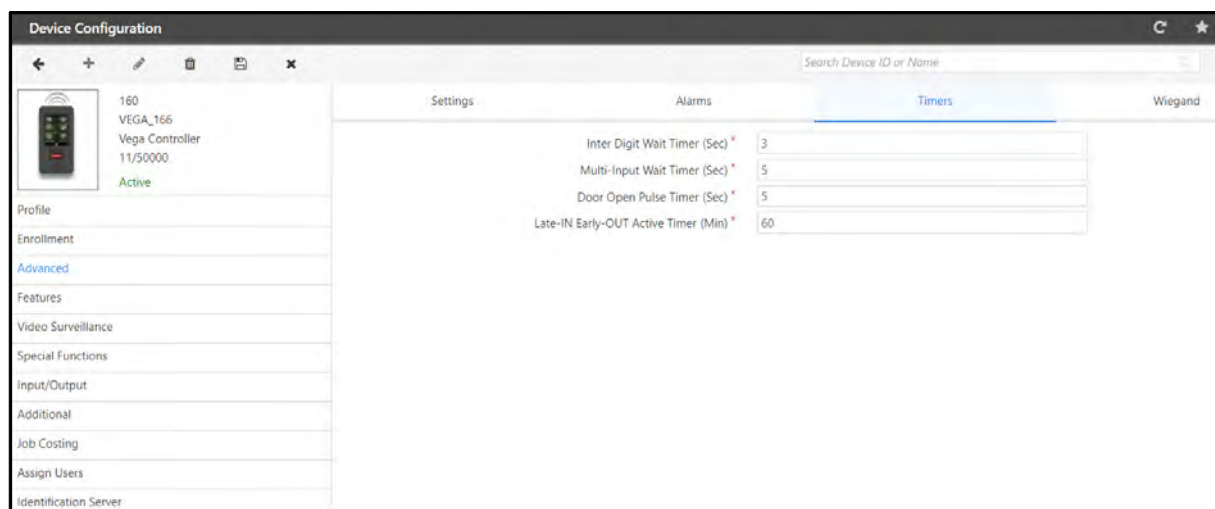 Device Configuration
Search Device ID or Name
160
VEGA_166
Vega Controller
11/50000
Active
Profile
Enrollment
Advanced
Features
Video Surveillance
Special Functions
Input/Output
Additional
Job Costing
Assign Users
Identification Server
Settings Alarms Timers Wiegand
Inter Digit Wait Timer (Sec) * 3
Multi-Input Wait Timer (Sec) * 5
Door Open Pulse Timer (Sec) * 5
Late-IN Early-OUT Active Timer (Min) * 60